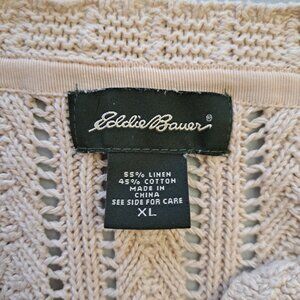 Eddie Bauer®
55% LINEN
45% COTTON
MADE IN
CHINA
SEE SIDE FOR CARE
XL